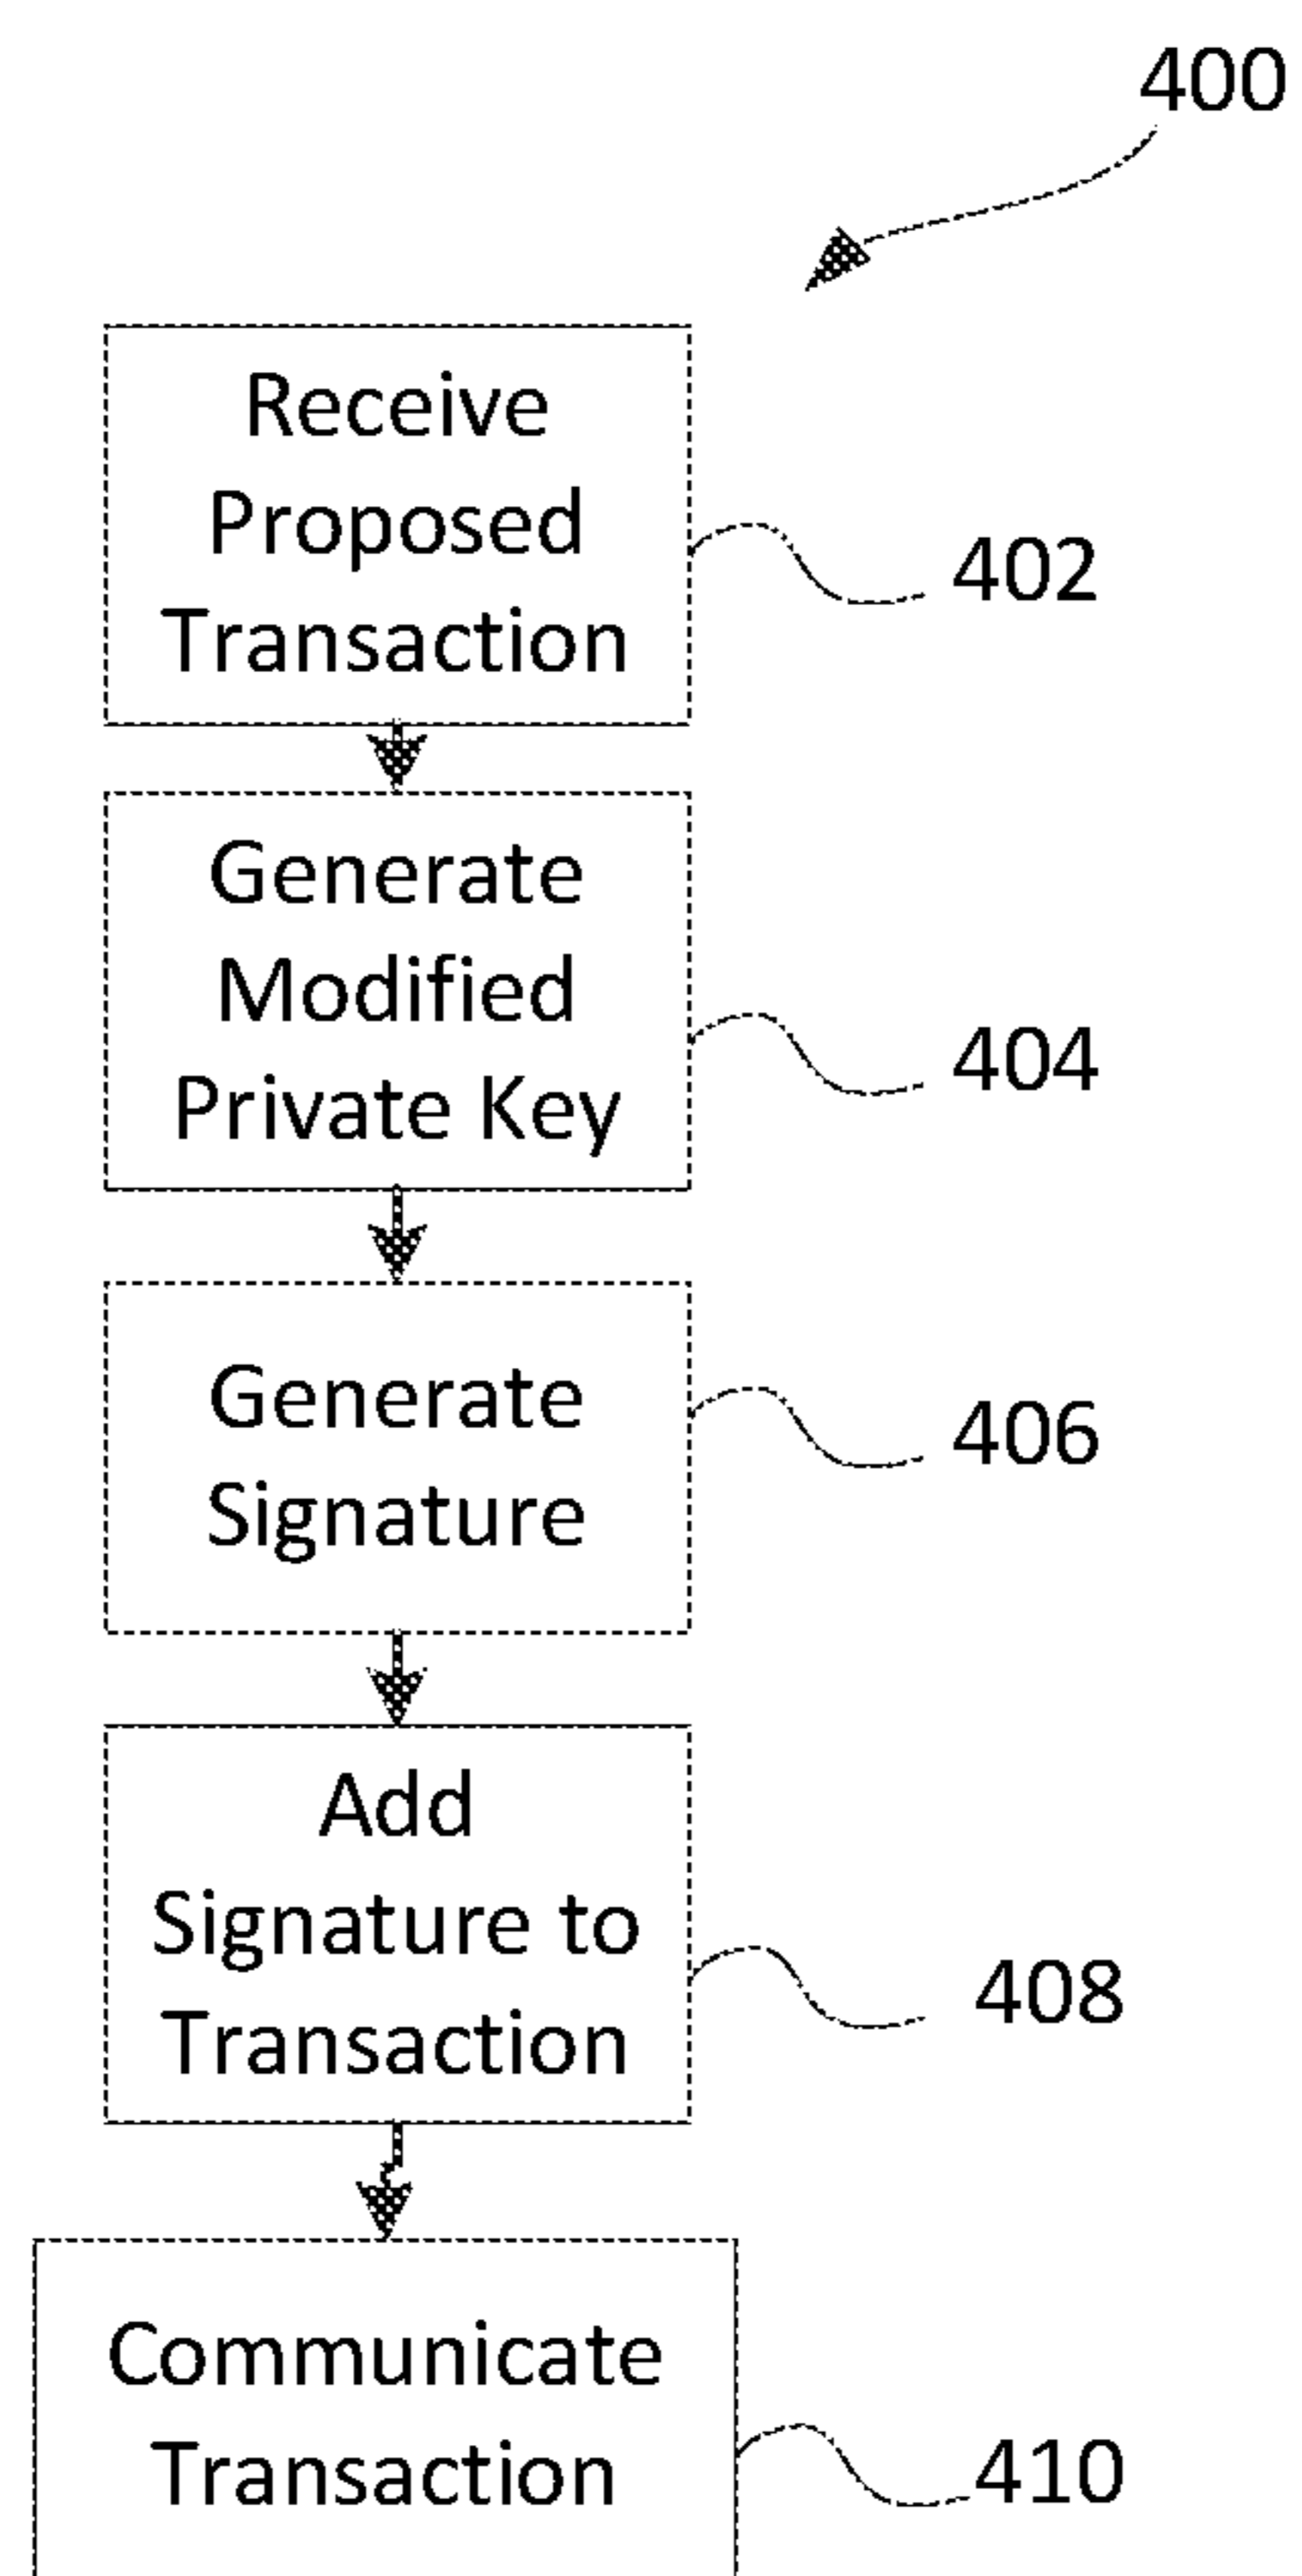 400
Receive
Proposed
Transaction
402
Generate
Modified
Private Key
404
Generate
Signature
406
Add
Signature to
Transaction
408
Communicate
Transaction
410